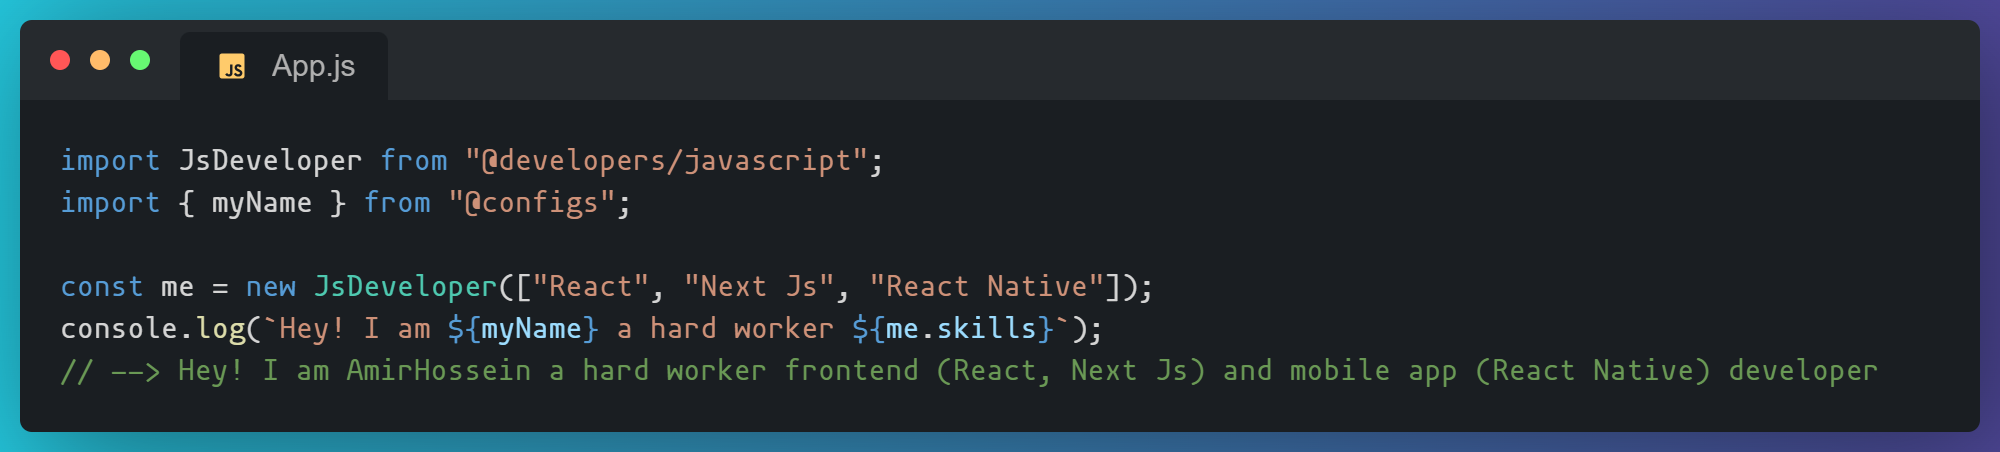 JS App.js
import JsDeveloper from "@developers/javascript";
import { myName } from "@configs";
const me = new JsDeveloper(["React", "Next Js", "React Native"]);
console.log(`Hey! I am ${myName} a hard worker ${me.skills}`);
// --> Hey! I am AmirHossein a hard worker frontend (React, Next Js) and mobile app (React Native) developer